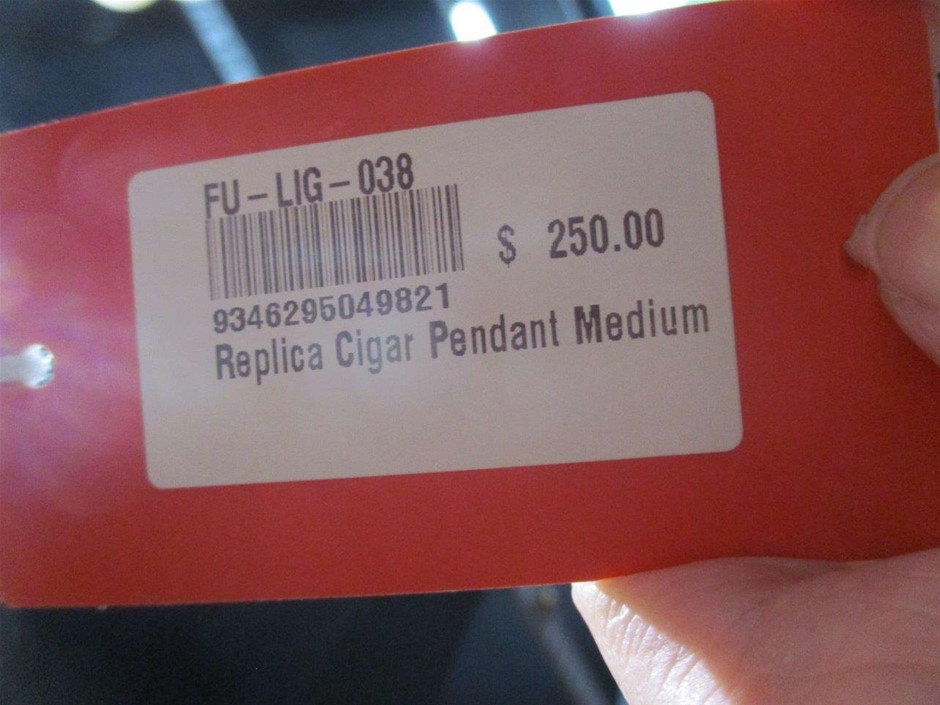 FU-LIG-038
$ 250.00
9346295049821
Replica Cigar Pendant Medium